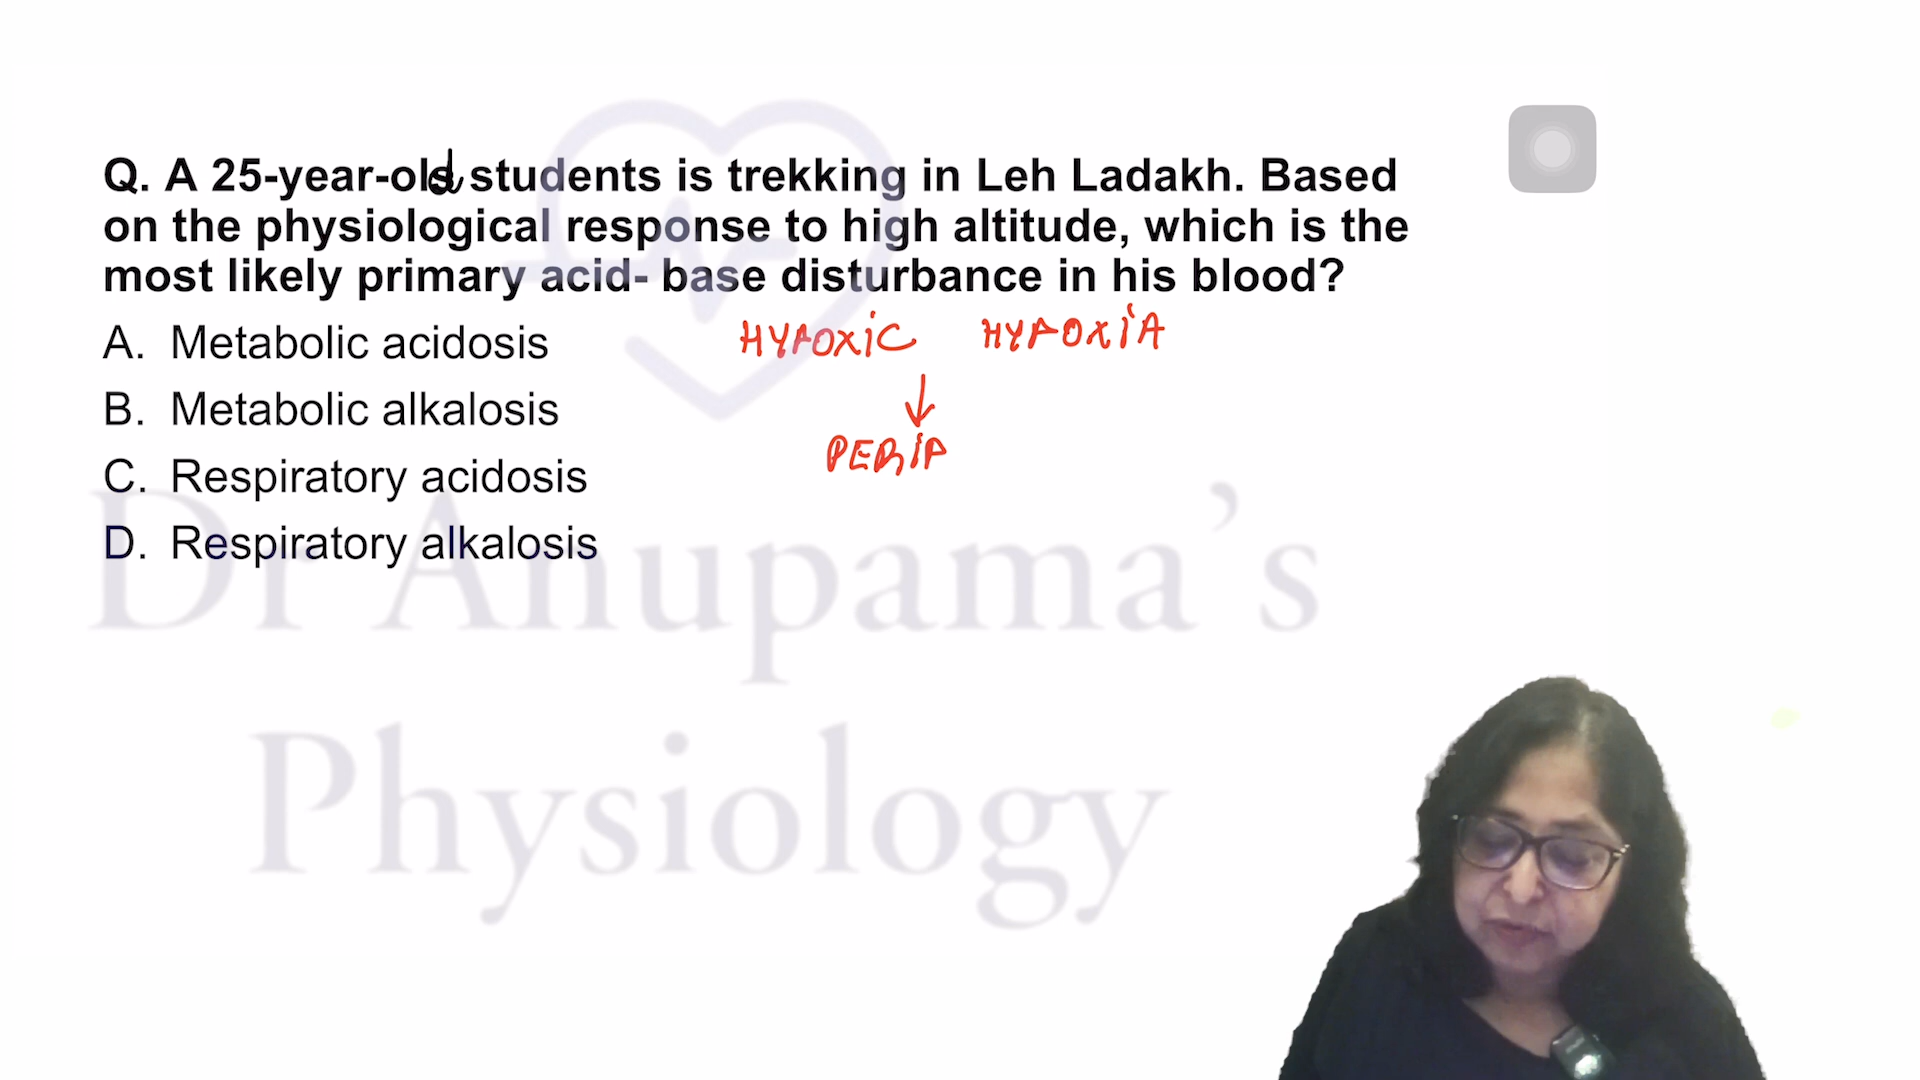 Q. A 25-year-old students is trekking in Leh Ladakh. Based
on the physiological response to high altitude, which is the
most likely primary acid- base disturbance in his blood?
A. Metabolic acidosis
B. Metabolic alkalosis
C. Respiratory acidosis
D. Respiratory alkalosis
HYPOXIC HYPOXIA
↓
PERIP
Dr Anupama's
Physiology